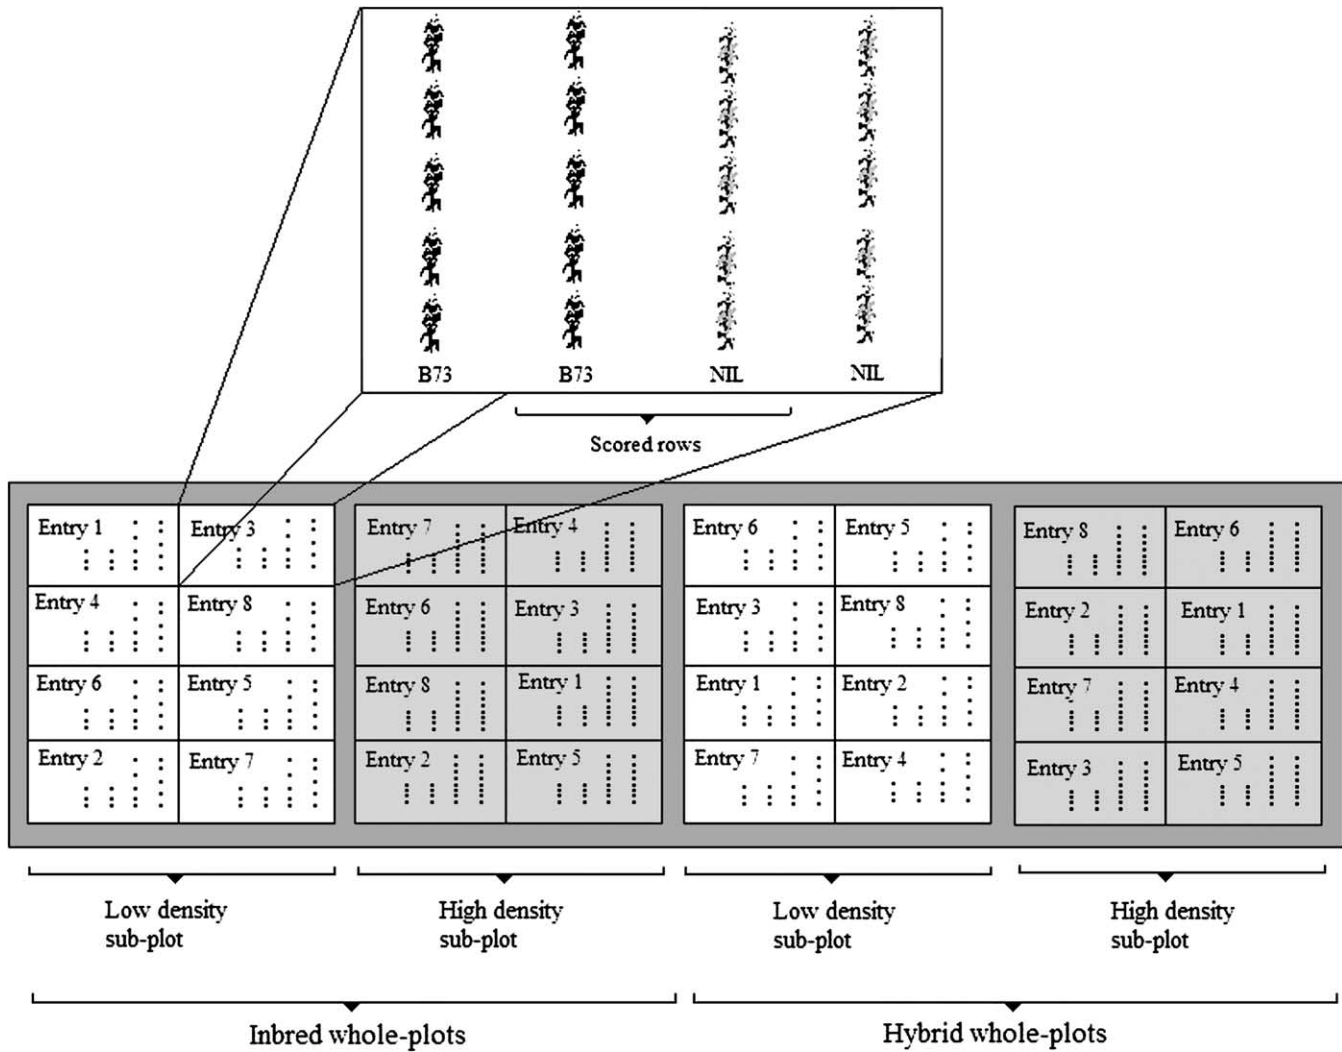 B73 B73 NIL NIL
Scored rows
Entry 1 Entry 3 Entry 7 Entry 4 Entry 6 Entry 5 Entry 8 Entry 6
Entry 4 Entry 8 Entry 6 Entry 3 Entry 3 Entry 8 Entry 2 Entry 1
Entry 6 Entry 5 Entry 8 Entry 1 Entry 1 Entry 2 Entry 7 Entry 4
Entry 2 Entry 7 Entry 2 Entry 5 Entry 7 Entry 4 Entry 3 Entry 5
Low density
sub-plot
High density
sub-plot
Low density
sub-plot
High density
sub-plot
Inbred whole-plots
Hybrid whole-plots